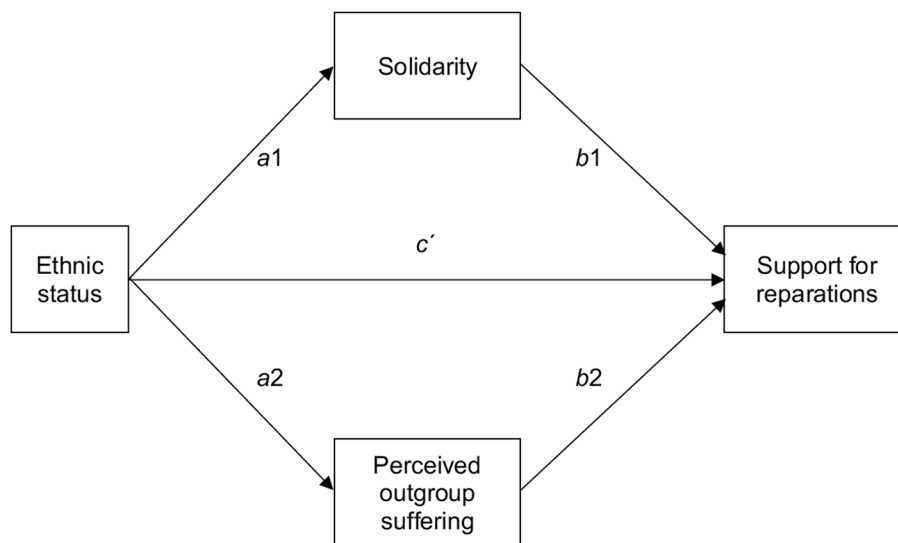 Solidarity
a1
b1
Ethnic
status
c´
Support for
reparations
a2
b2
Perceived
outgroup
suffering